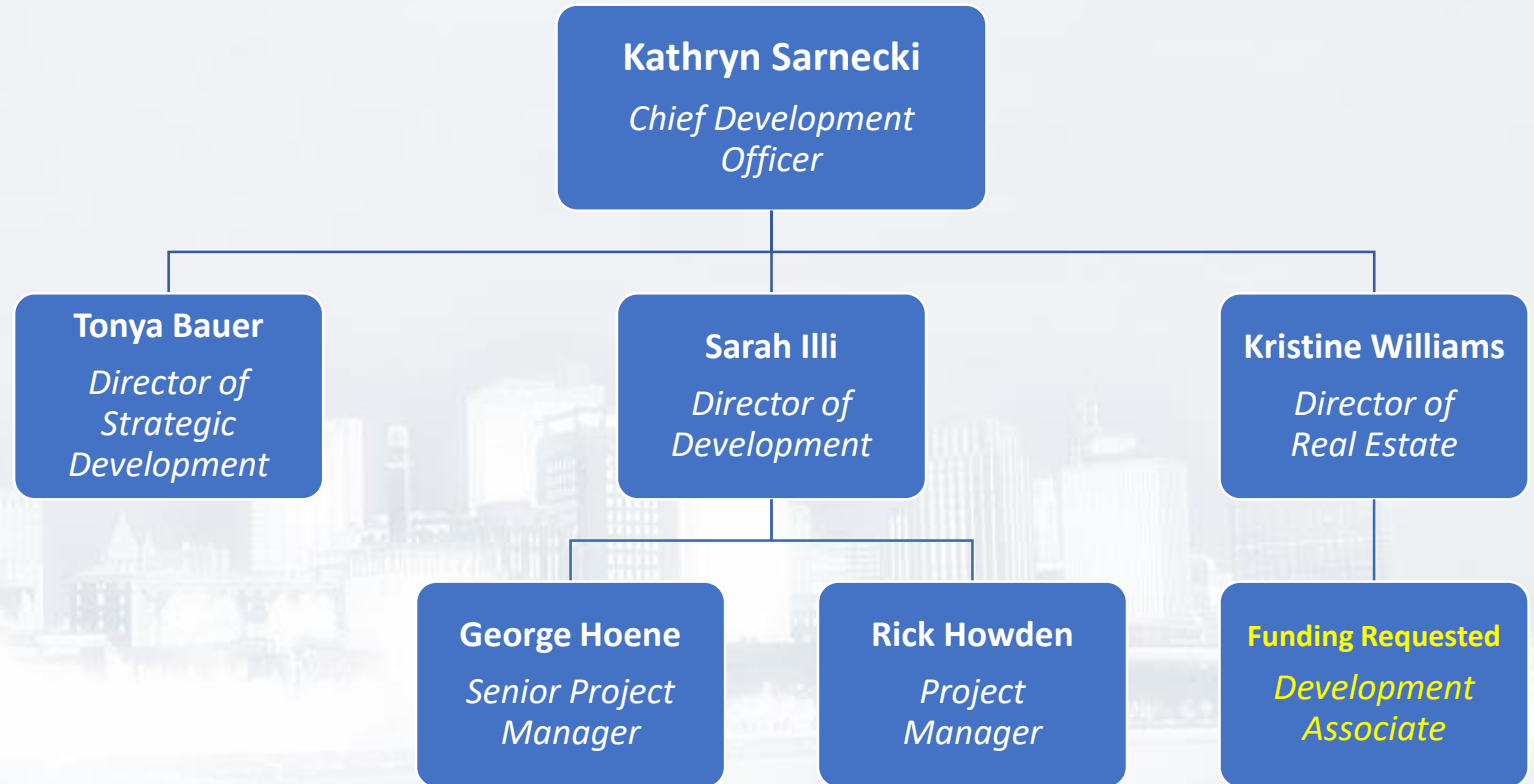 Kathryn Sarnecki
Chief Development
Officer
Tonya Bauer
Director of
Strategic
Development
Sarah Illi
Director of
Development
Kristine Williams
Director of
Real Estate
George Hoene
Senior Project
Manager
Rick Howden
Project
Manager
Funding Requested
Development
Associate